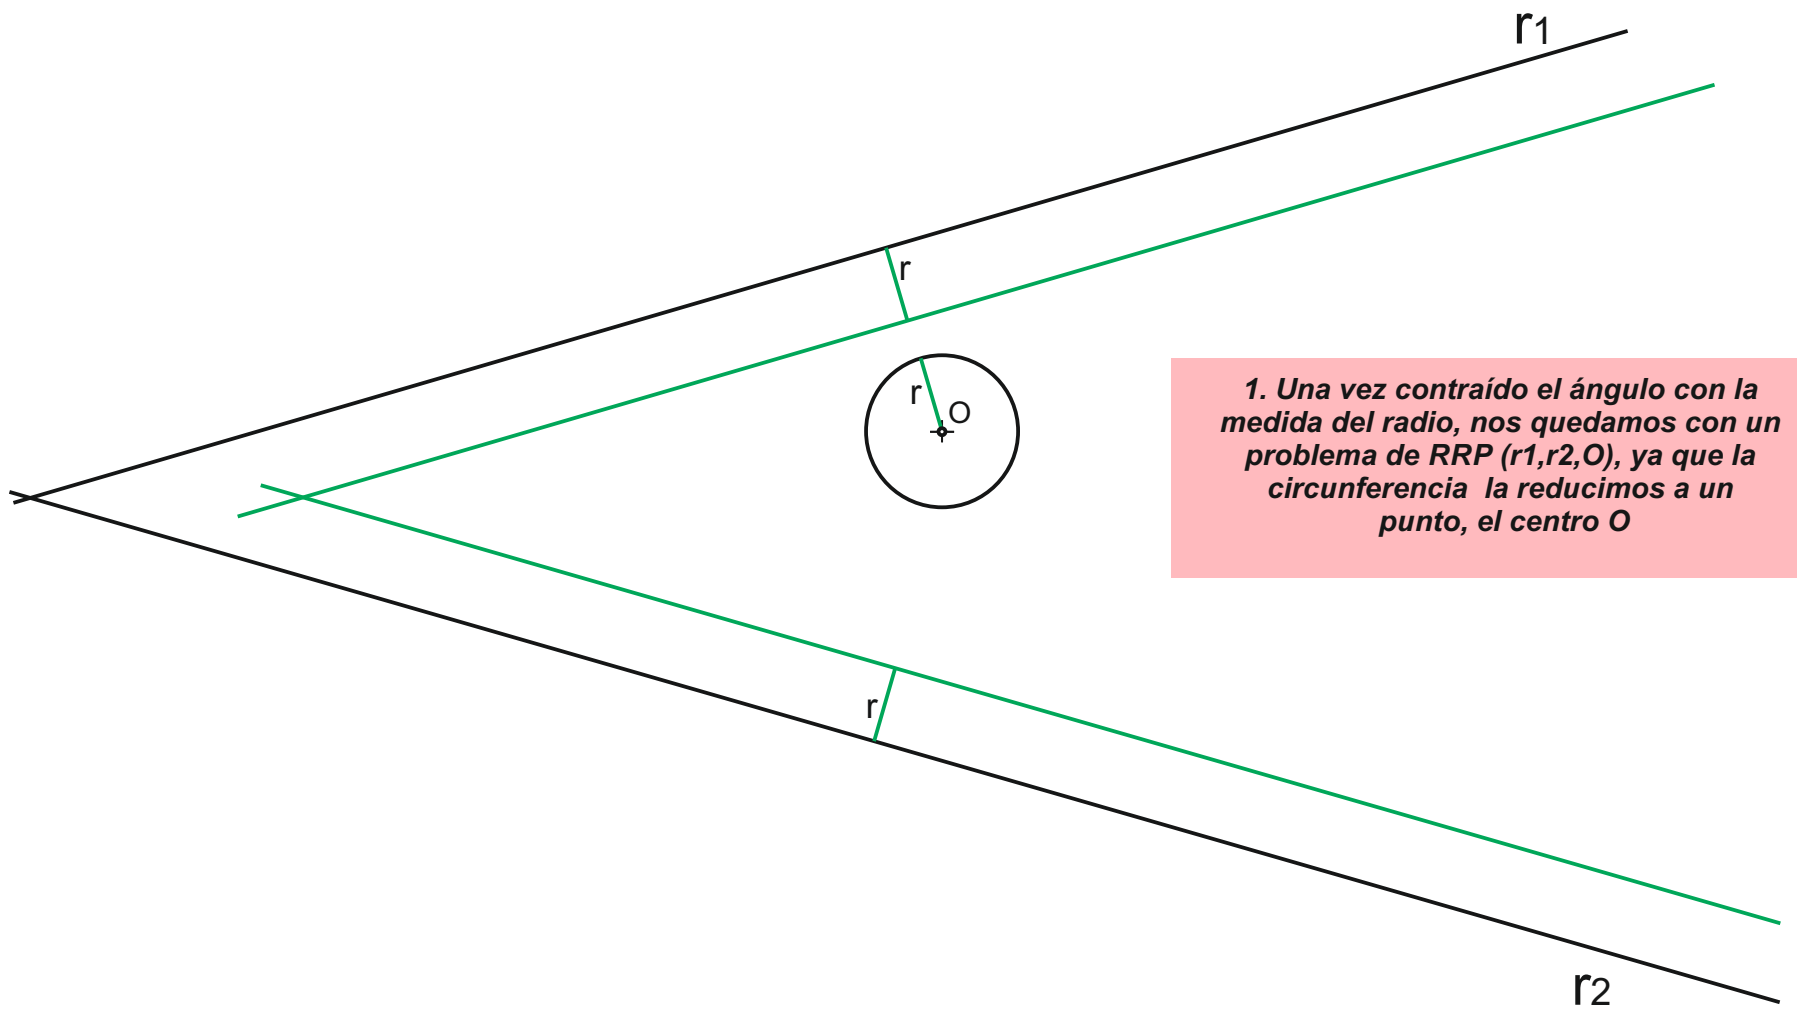 r1
r
r
O
1. Una vez contraído el ángulo con la
medida del radio, nos quedamos con un
problema de RRP (r1,r2,O), ya que la
circunferencia la reducimos a un
punto, el centro O
r
r2